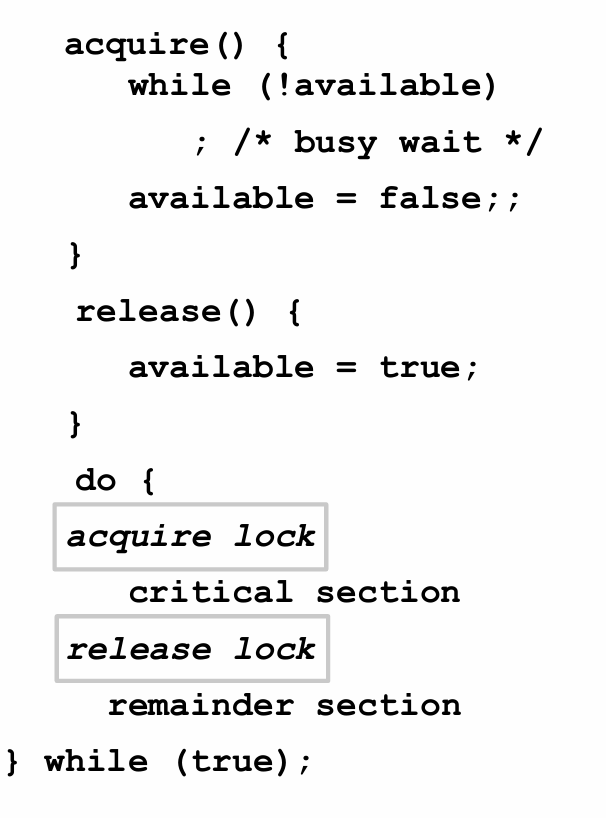 acquire() {
while (!available)
; /* busy wait */
available = false;;
}
release() {
available = true;
}
do {
acquire lock
critical section
release lock
remainder section
} while (true);